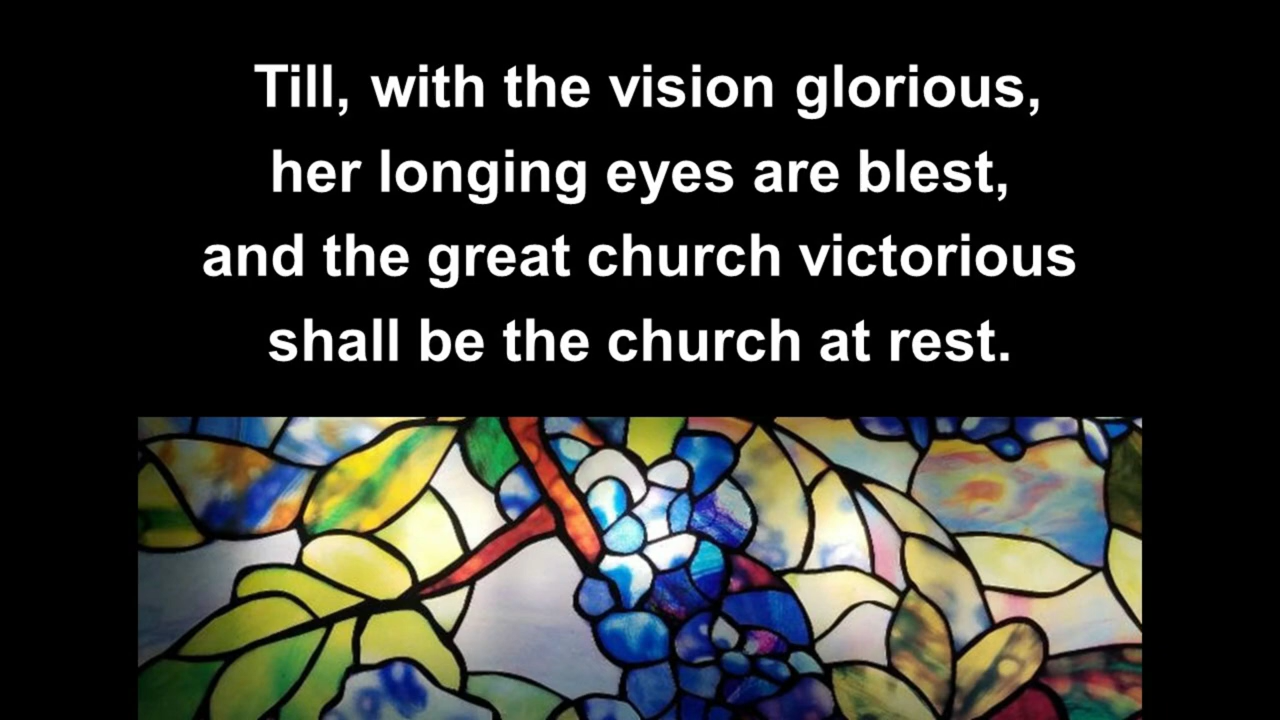 Till, with the vision glorious,
her longing eyes are blest,
and the great church victorious
shall be the church at rest.